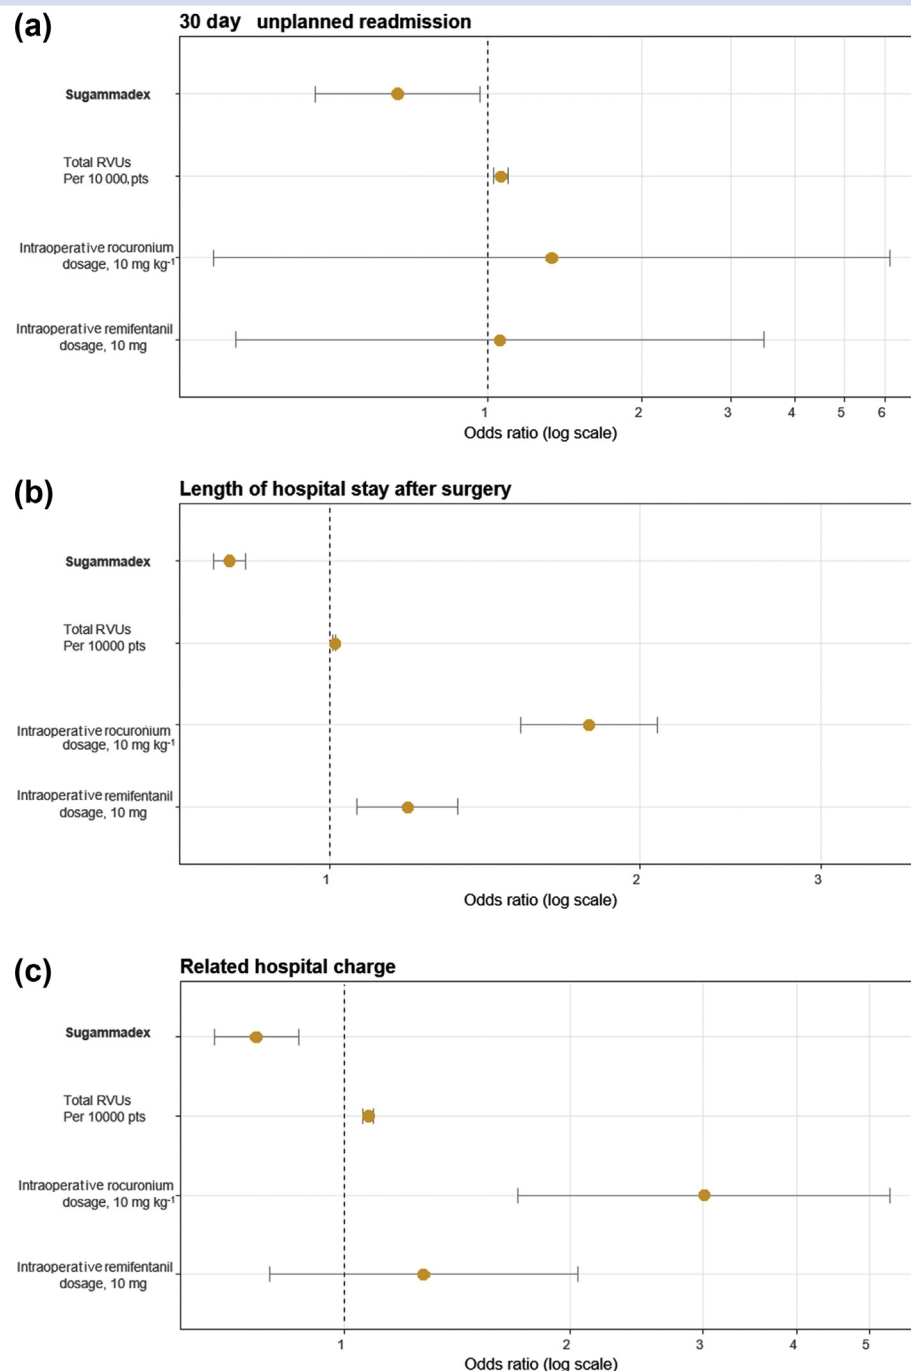 (a)
30 day unplanned readmission
Sugammadex
Total RVUs
Per 10 000, pts
Intraoperative rocuronium
dosage, 10 mg kg-1
Intraoperative remifentanil
dosage, 10 mg
1 2 3 4 5 6
Odds ratio (log scale)
(b)
Length of hospital stay after surgery
Sugammadex
Total RVUs
Per 10000 pts
Intraoperative rocuronium
dosage, 10 mg kg-1
Intraoperative remifentanil
dosage, 10 mg
1 2 3
Odds ratio (log scale)
(c)
Related hospital charge
Sugammadex
Total RVUs
Per 10000 pts
Intraoperative rocuronium
dosage, 10 mg kg-1
Intraoperative remifentanil
dosage, 10 mg
1 2 3 4 5
Odds ratio (log scale)